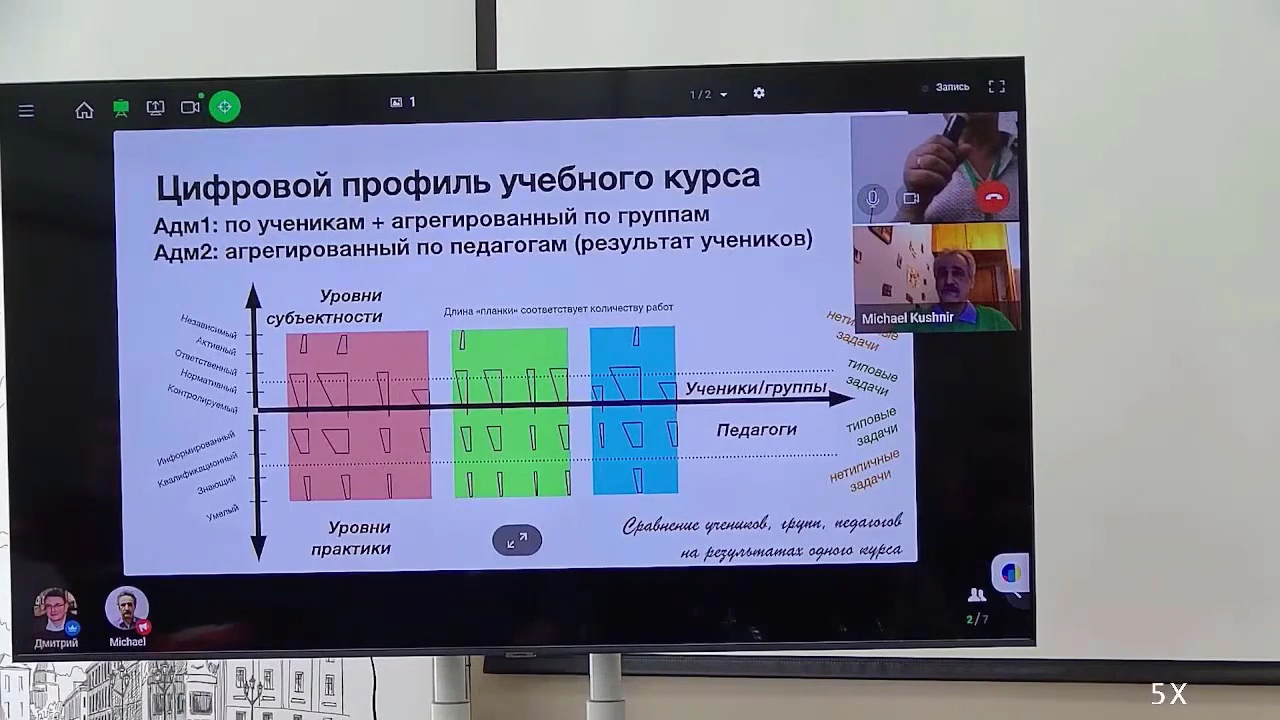 1
1/2
Запись
Цифровой профиль учебного курса
Адм1: по ученикам + агрегированный по группам
Адм2: агрегированный по педагогам (результат учеников)
Michael Kushnir
Уровни
субъектности
Длина «планки» соответствует количеству работ
Независимый
Активный
Ответственный
Нормативный
Контролируемый
Информированный
Квалификационный
Знающий
Умелый
Ученики/группы
Педагоги
задачи
типовые
задачи
типовые
задачи
нетипичные
задачи
Уровни
практики
Сравнение учеников, групп, педагогов
на результатах одного курса
Дмитрий
Michael
2/7
5X